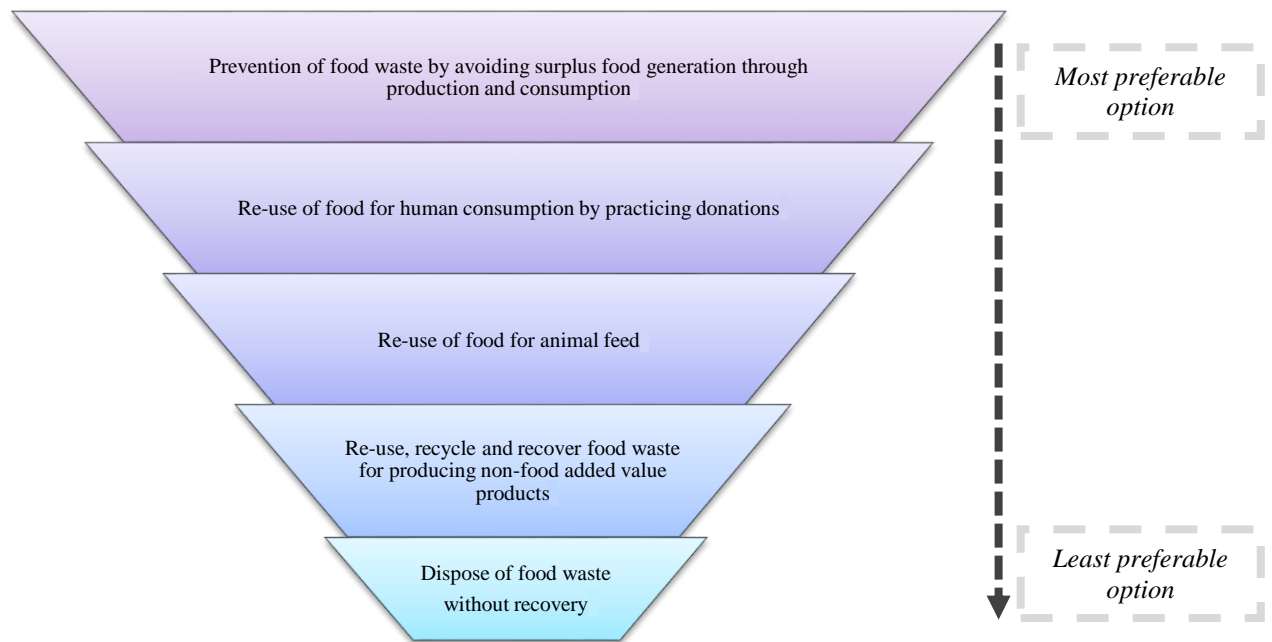 Prevention of food waste by avoiding surplus food generation through
production and consumption
Most preferable
option
Re-use of food for human consumption by practicing donations
Re-use of food for animal feed
Re-use, recycle and recover food waste
for producing non-food added value
products
Dispose of food waste
without recovery
Least preferable
option